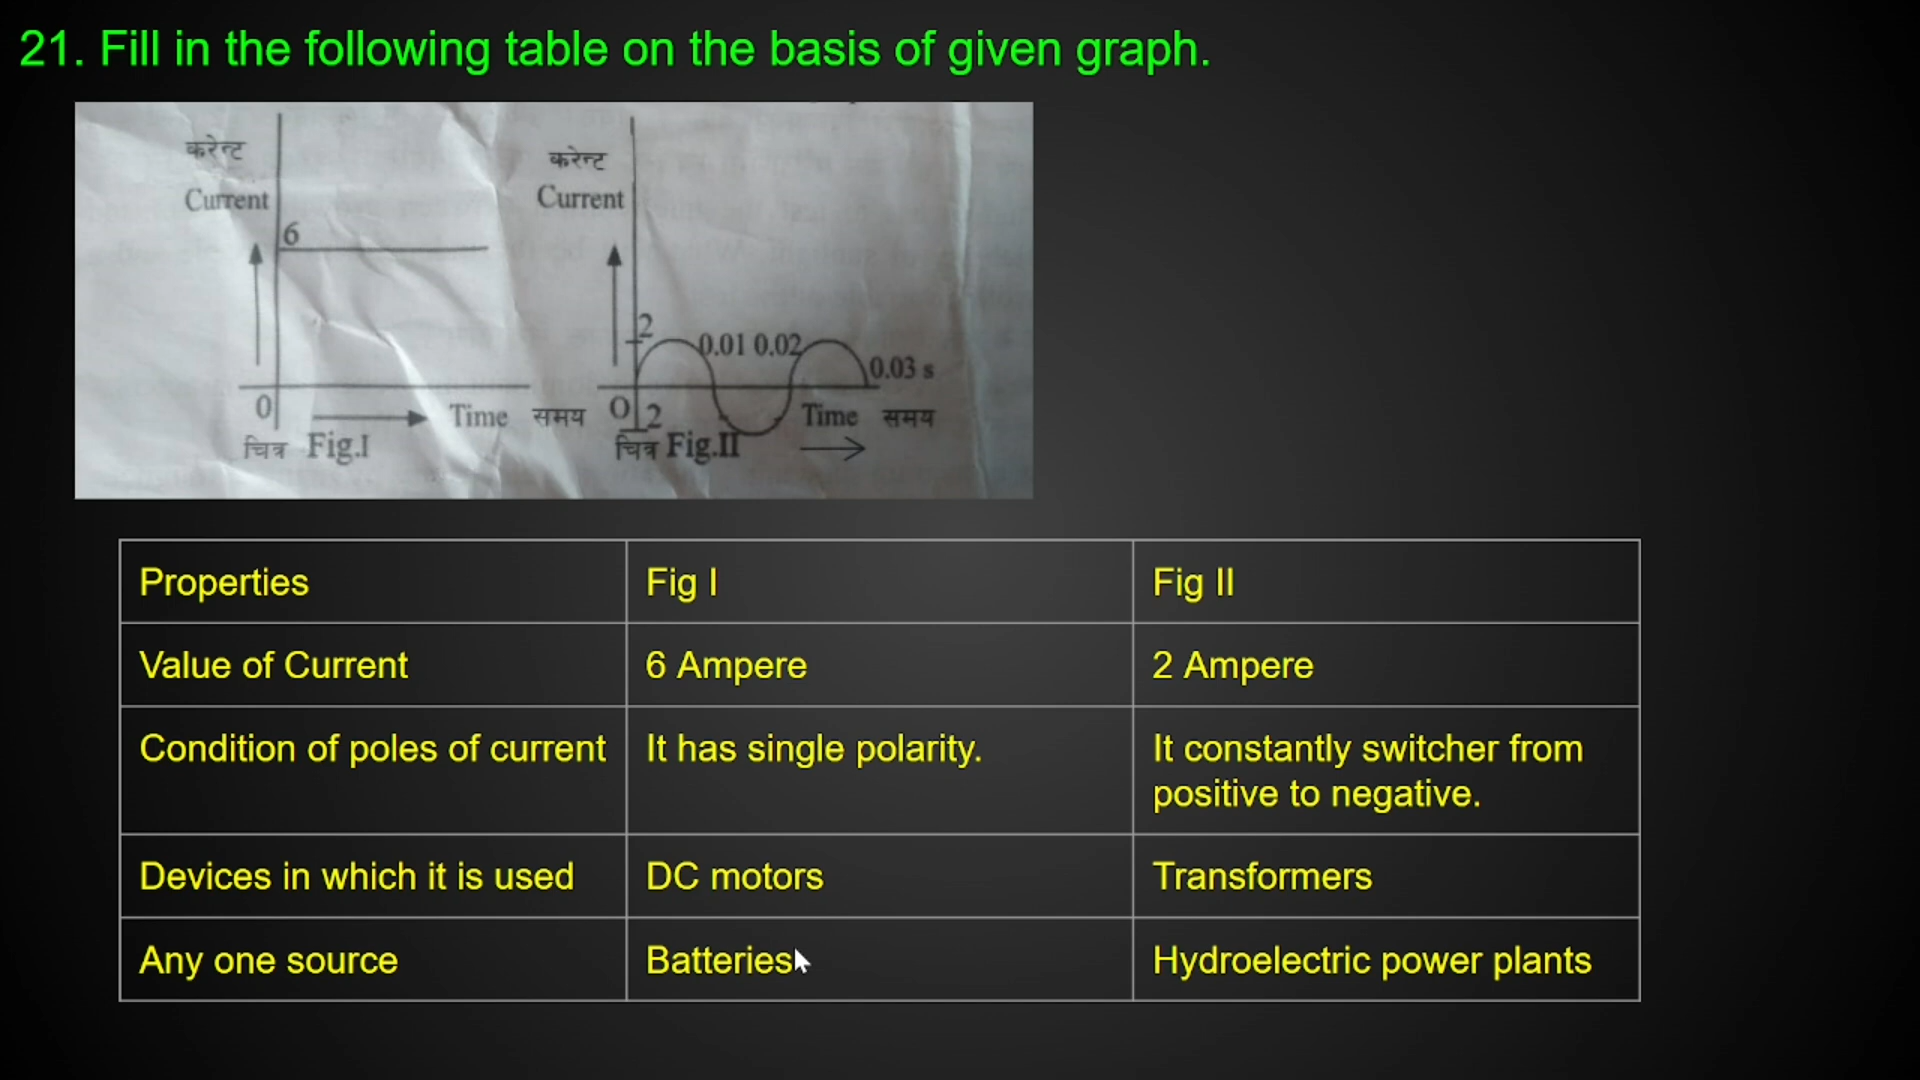 21. Fill in the following table on the basis of given graph.
करेन्ट
Current
6
0
Time समय
चित्र Fig.I
करेन्ट
Current
2
0.01 0.02
0.03 s
O
2
Time समय
चित्र Fig.II
Properties
Fig I
Fig II
Value of Current
6 Ampere
2 Ampere
Condition of poles of current
It has single polarity.
It constantly switcher from
positive to negative.
Devices in which it is used
DC motors
Transformers
Any one source
Batteries
Hydroelectric power plants